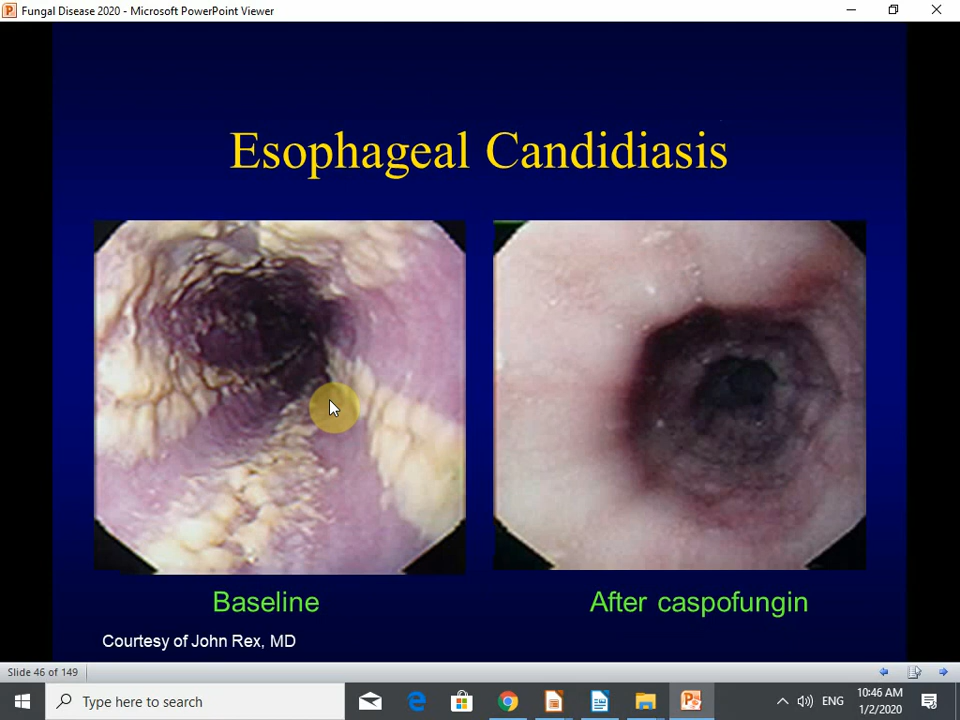 Fungal Disease 2020 - Microsoft PowerPoint Viewer
Esophageal Candidiasis
Baseline
After caspofungin
Courtesy of John Rex, MD
Slide 46 of 149
Type here to search
ENG
10:46 AM
1/2/2020